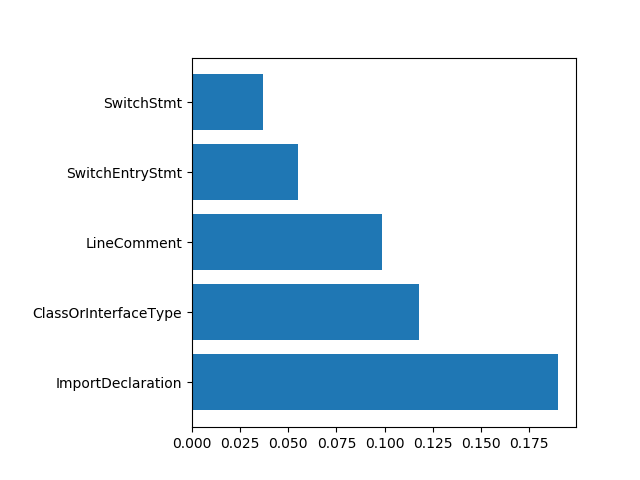 SwitchStmt
SwitchEntryStmt
LineComment
ClassOrInterfaceType
ImportDeclaration
0.000 0.025 0.050 0.075 0.100 0.125 0.150 0.175